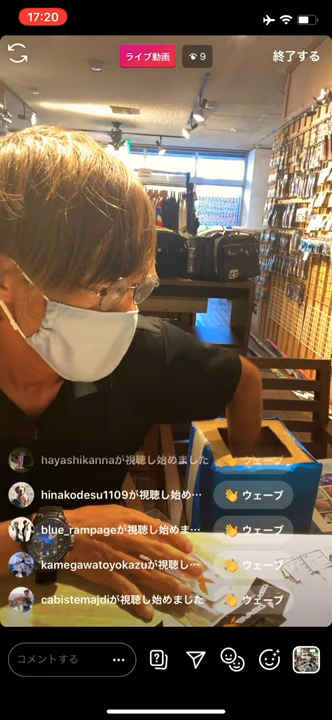 17:20
ライブ動画
9
終了する
hayashikannaが視聴し始めました
ウェーブ
hinakodesu1109が視聴し始め…
ウェーブ
blue_rampageが視聴し始めま…
ウェーブ
kamegawatoyokazuが視聴し…
ウェーブ
cabistemajdiが視聴し始めました
ウェーブ
コメントする